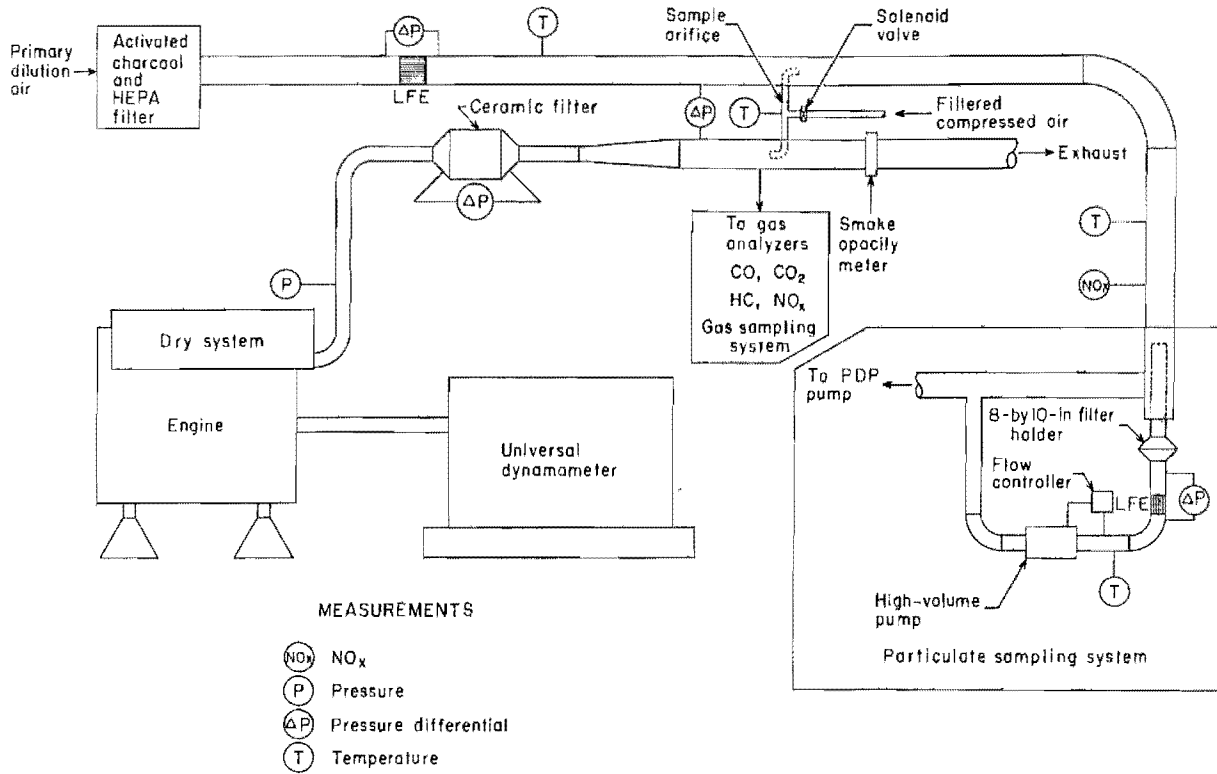 Primary
dilution
air
Activated
charcoal
and
HEPA
filter
ΔP
LFE
T
Sample
orifice
Solenoid
valve
Ceramic filter
ΔP
T
Filtered
compressed air
Exhaust
ΔP
To gas
analyzers
CO, CO₂
HC, NOₓ
Gas sampling
system
Smoke
opacity
meter
T
NOₓ
P
Dry system
Engine
Universal
dynamometer
To PDP
pump
8-by 10-in filter
holder
Flow
controller
LFE
ΔP
High-volume
pump
T
Particulate sampling system
MEASUREMENTS
NOₓ NOₓ
P Pressure
ΔP Pressure differential
T Temperature